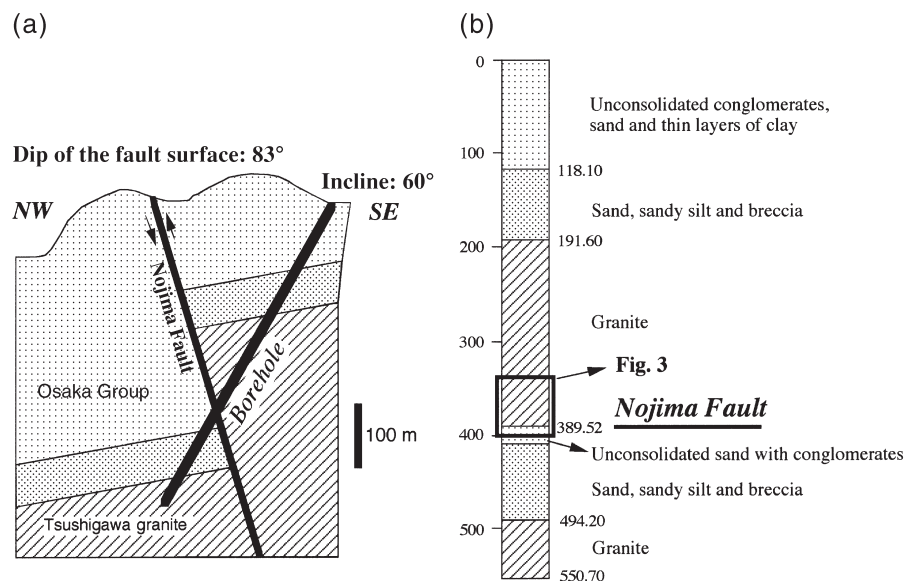 (a)
Dip of the fault surface: 83°
Incline: 60°
NW
SE
Nojima Fault
Borehole
Osaka Group
100 m
Tsushigawa granite
(b)
0
Unconsolidated conglomerates,
sand and thin layers of clay
100
118.10
Sand, sandy silt and breccia
191.60
200
Granite
300
Fig. 3
Nojima Fault
389.52
400
Unconsolidated sand with conglomerates
Sand, sandy silt and breccia
494.20
500
Granite
550.70